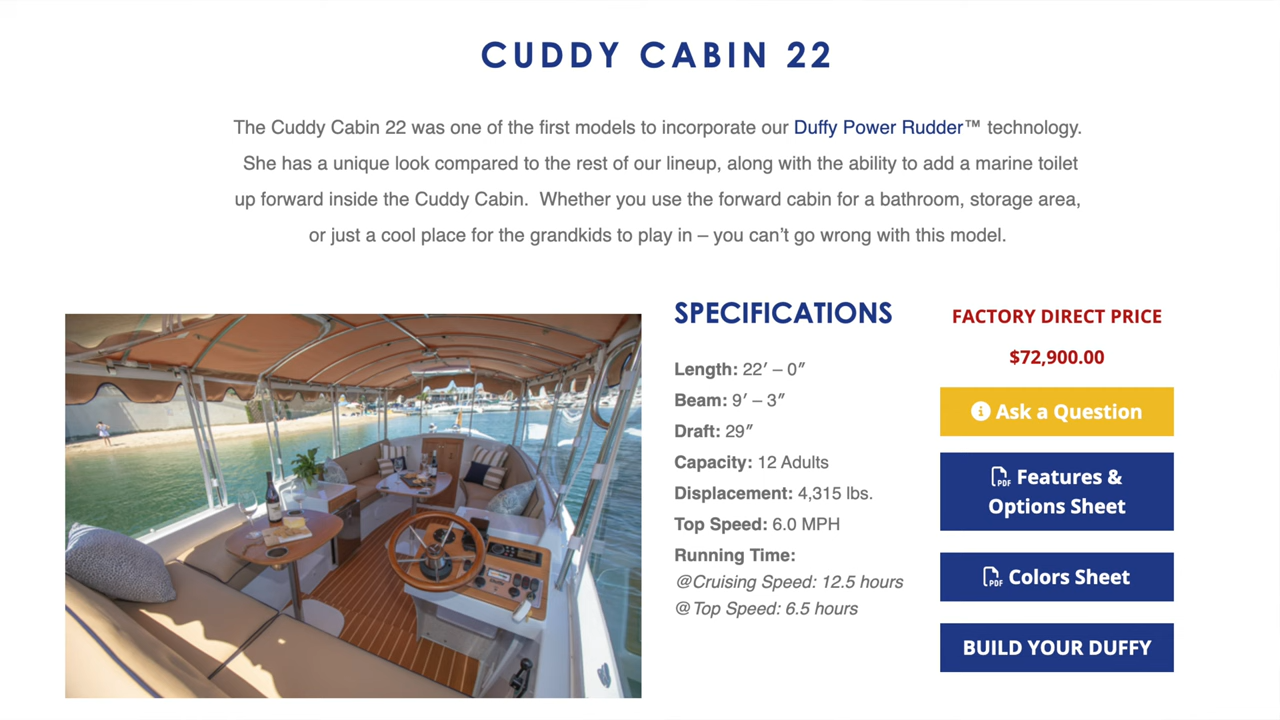 CUDDY CABIN 22
The Cuddy Cabin 22 was one of the first models to incorporate our Duffy Power Rudder™ technology.
She has a unique look compared to the rest of our lineup, along with the ability to add a marine toilet
up forward inside the Cuddy Cabin.  Whether you use the forward cabin for a bathroom, storage area,
or just a cool place for the grandkids to play in – you can’t go wrong with this model.
SPECIFICATIONS
Length: 22′ – 0″
Beam: 9′ – 3″
Draft: 29″
Capacity: 12 Adults
Displacement: 4,315 lbs.
Top Speed: 6.0 MPH
Running Time:
@Cruising Speed: 12.5 hours
@Top Speed: 6.5 hours
FACTORY DIRECT PRICE
$72,900.00
Ask a Question
PDF Features &
Options Sheet
PDF Colors Sheet
BUILD YOUR DUFFY